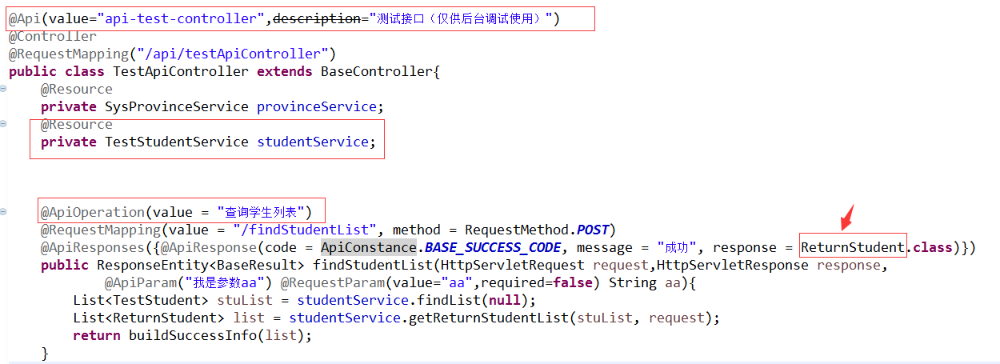 @Api(value="api-test-controller",description="测试接口（仅供后台调试使用）")
@Controller
@RequestMapping("/api/testApiController")
public class TestApiController extends BaseController{
@Resource
private SysProvinceService provinceService;
@Resource
private TestStudentService studentService;
@ApiOperation(value = "查询学生列表")
@RequestMapping(value = "/findStudentList", method = RequestMethod.POST)
@ApiResponses({@ApiResponse(code = ApiConstance.BASE_SUCCESS_CODE, message = "成功", response = ReturnStudent.class)})
public ResponseEntity<BaseResult> findStudentList(HttpServletRequest request,HttpServletResponse response,
@ApiParam("我是参数aa") @RequestParam(value="aa",required=false) String aa){
List<TestStudent> stuList = studentService.findList(null);
List<ReturnStudent> list = studentService.getReturnStudentList(stuList, request);
return buildSuccessInfo(list);
}